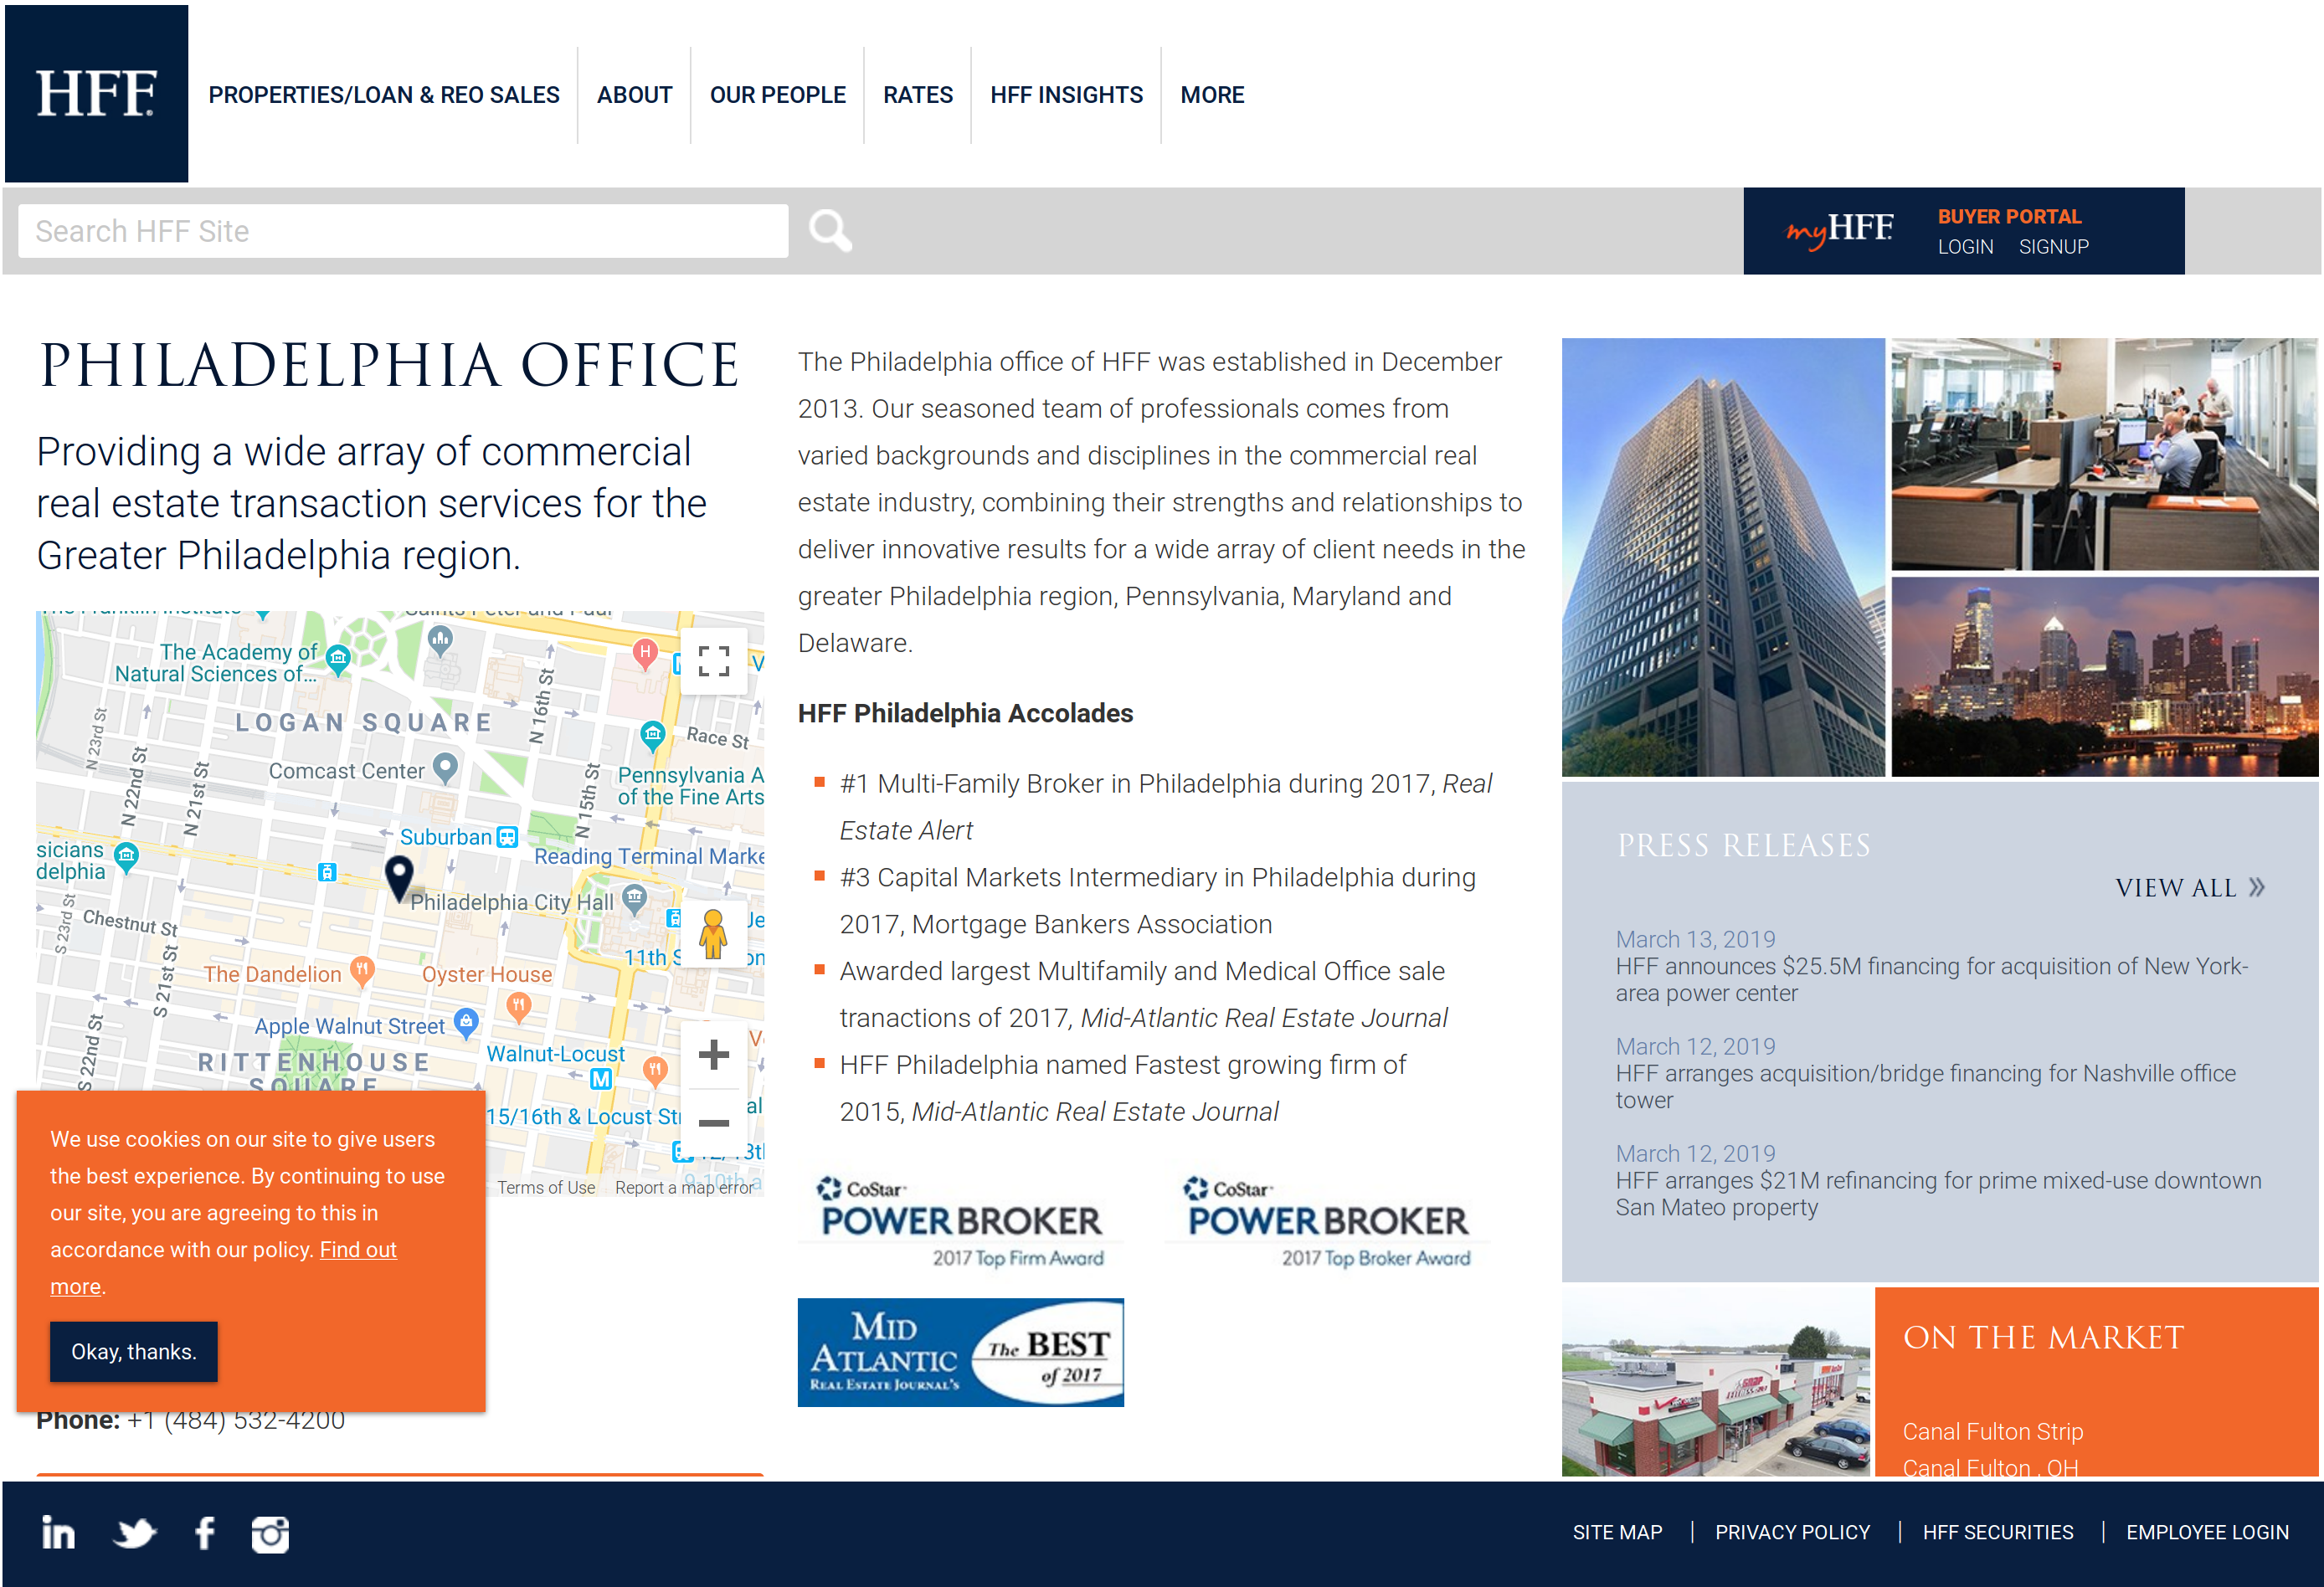 HFF
PROPERTIES/LOAN & REO SALES
ABOUT
OUR PEOPLE
RATES
HFF INSIGHTS
MORE
Search HFF Site
myHFF
BUYER PORTAL
LOGIN SIGNUP
PHILADELPHIA OFFICE
Providing a wide array of commercial
real estate transaction services for the
Greater Philadelphia region.
The Academy of
Natural Sciences of...
LOGAN SQUARE
N 16th St
Race St
N 23rd St
N 22nd St
N 21st St
Comcast Center
N 15th St
Pennsylvania A
of the Fine Arts
Suburban
Reading Terminal Marke
sicians
delphia
Philadelphia City Hall
Chestnut St
S 23rd St
S 21st St
11th S
The Dandelion
Oyster House
Apple Walnut Street
S 22nd St
RITTENHOUSE
SQUARE
Walnut-Locust
M
15/16th & Locust St
12/13th
9-10th a
Terms of Use
Report a map error
We use cookies on our site to give users
the best experience. By continuing to use
our site, you are agreeing to this in
accordance with our policy. Find out
more.
Okay, thanks.
Phone: +1 (484) 532-4200
The Philadelphia office of HFF was established in December
2013. Our seasoned team of professionals comes from
varied backgrounds and disciplines in the commercial real
estate industry, combining their strengths and relationships to
deliver innovative results for a wide array of client needs in the
greater Philadelphia region, Pennsylvania, Maryland and
Delaware.
HFF Philadelphia Accolades
#1 Multi-Family Broker in Philadelphia during 2017, Real
Estate Alert
#3 Capital Markets Intermediary in Philadelphia during
2017, Mortgage Bankers Association
Awarded largest Multifamily and Medical Office sale
tranactions of 2017, Mid-Atlantic Real Estate Journal
HFF Philadelphia named Fastest growing firm of
2015, Mid-Atlantic Real Estate Journal
CoStar
POWER BROKER
2017 Top Firm Award
CoStar
POWER BROKER
2017 Top Broker Award
MID
ATLANTIC
REAL ESTATE JOURNAL'S
The BEST
of 2017
PRESS RELEASES
VIEW ALL »
March 13, 2019
HFF announces $25.5M financing for acquisition of New York-
area power center
March 12, 2019
HFF arranges acquisition/bridge financing for Nashville office
tower
March 12, 2019
HFF arranges $21M refinancing for prime mixed-use downtown
San Mateo property
ON THE MARKET
Canal Fulton Strip
Canal Fulton , OH
SITE MAP | PRIVACY POLICY | HFF SECURITIES | EMPLOYEE LOGIN